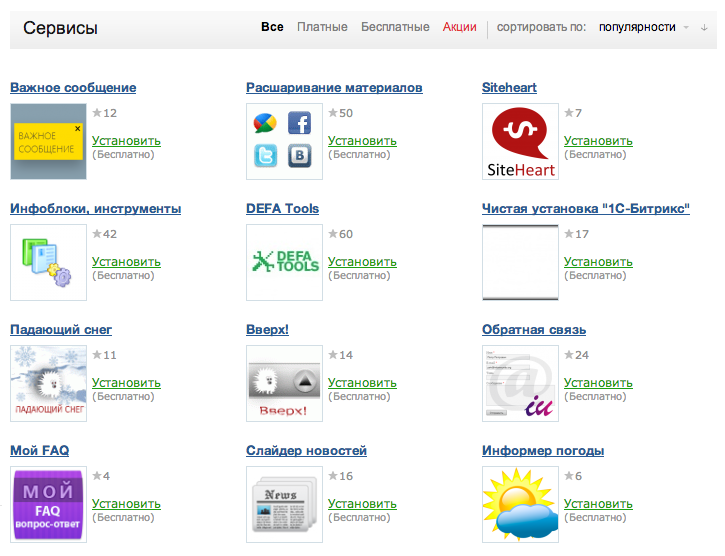 Сервисы
Все Платные Бесплатные Акции сортировать по: популярности
Важное сообщение
ВАЖНОЕ
СООБЩЕНИЕ
12
Установить
(Бесплатно)
Расшаривание материалов
50
Установить
(Бесплатно)
Siteheart
SiteHeart
7
Установить
(Бесплатно)
Инфоблоки, инструменты
42
Установить
(Бесплатно)
DEFA Tools
DEFA
TOOLS
60
Установить
(Бесплатно)
Чистая установка "1С-Битрикс"
17
Установить
(Бесплатно)
Падающий снег
ПАДАЮЩИЙ СНЕГ
11
Установить
(Бесплатно)
Вверх!
Вверх!
14
Установить
(Бесплатно)
Обратная связь
iu
24
Установить
(Бесплатно)
Мой FAQ
МОЙ
FAQ
вопрос-ответ
4
Установить
(Бесплатно)
Слайдер новостей
News
16
Установить
(Бесплатно)
Информер погоды
6
Установить
(Бесплатно)